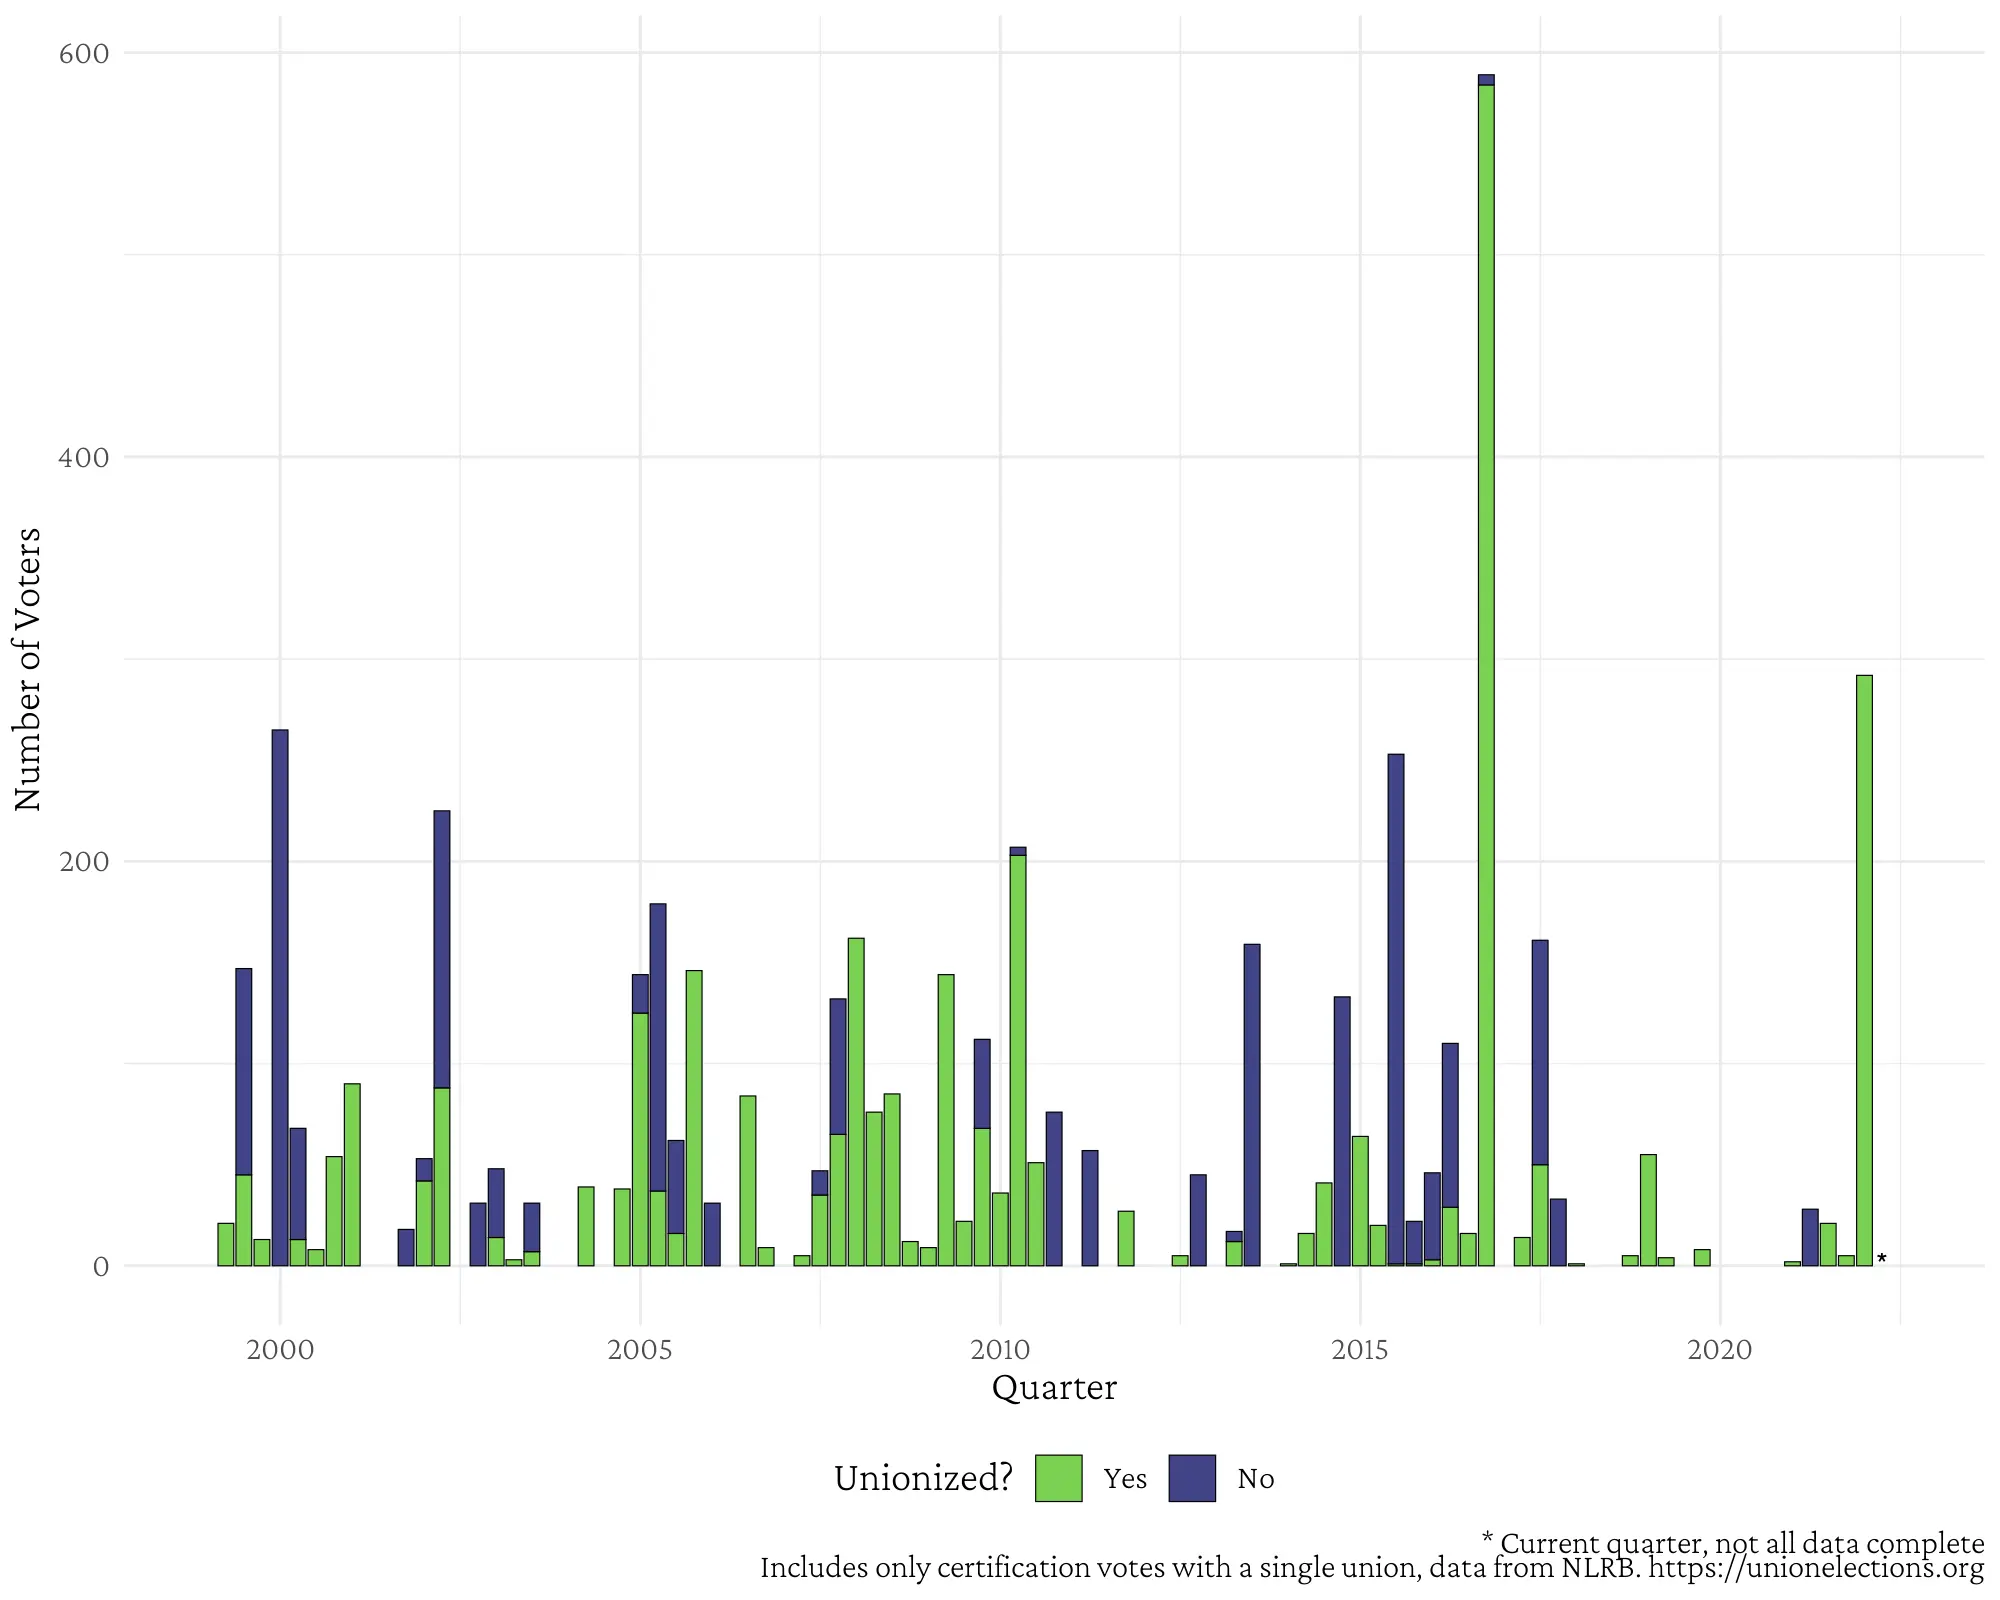 600
400
200
0
Number of Voters
*
2000 2005 2010 2015 2020
Quarter
Unionized? Yes No
* Current quarter, not all data complete
Includes only certification votes with a single union, data from NLRB. https://unionelections.org